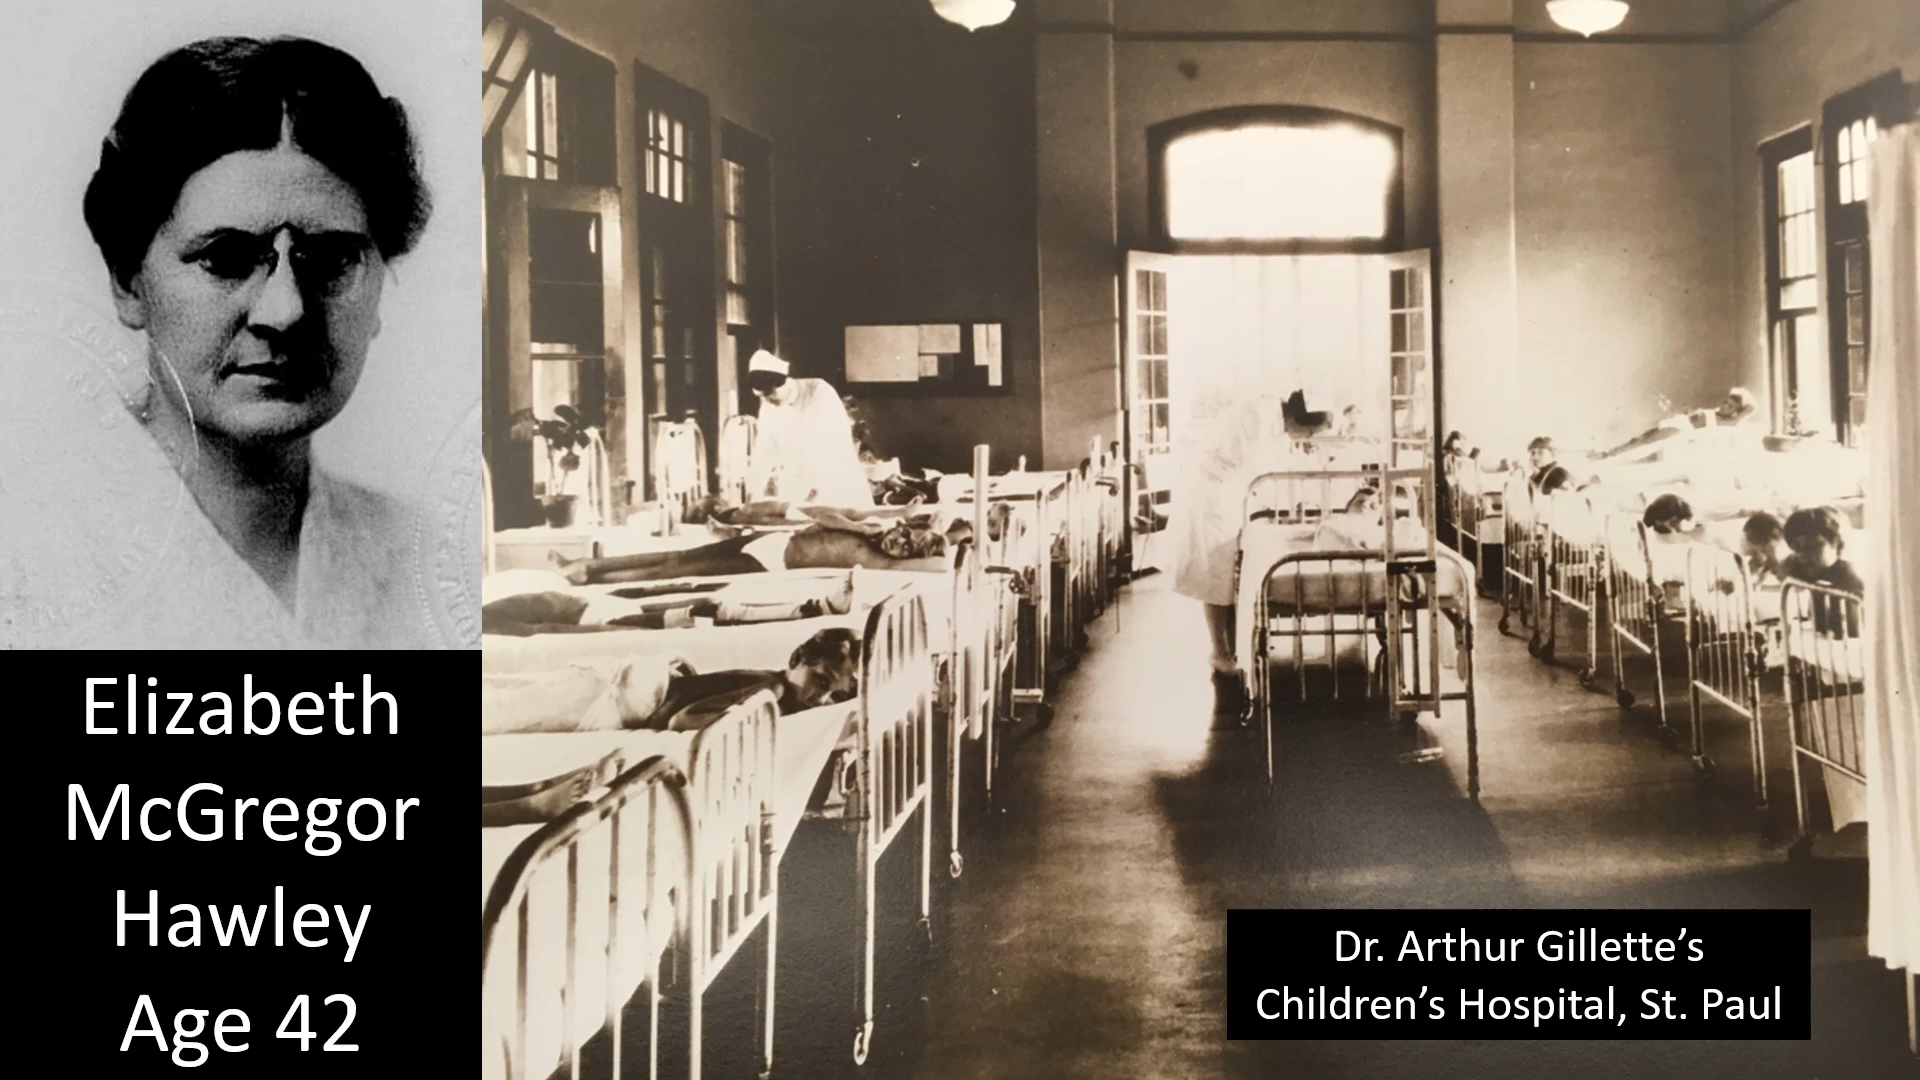 Elizabeth
McGregor
Hawley
Age 42
Dr. Arthur Gillette’s
Children’s Hospital, St. Paul